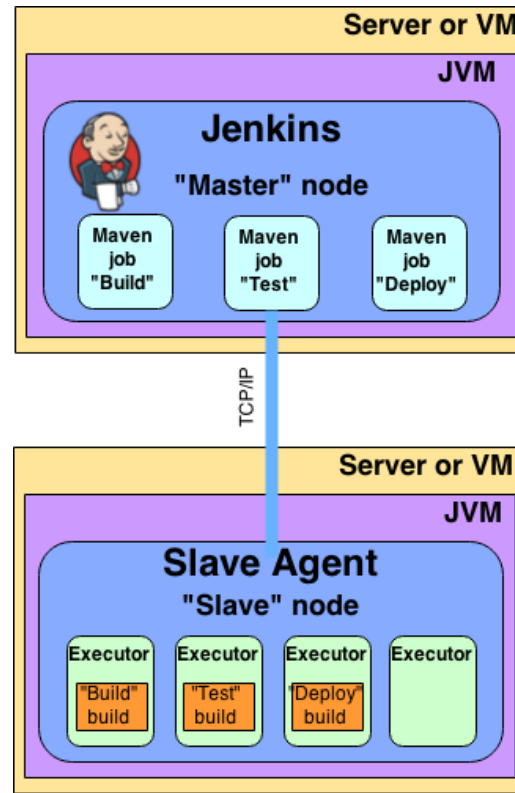 Server or VM
JVM
Jenkins
"Master" node
Maven
job
"Build"
Maven
job
"Test"
Maven
job
"Deploy"
TCP/IP
Server or VM
JVM
Slave Agent
"Slave" node
Executor
"Build"
build
Executor
"Test"
build
Executor
"Deploy"
build
Executor